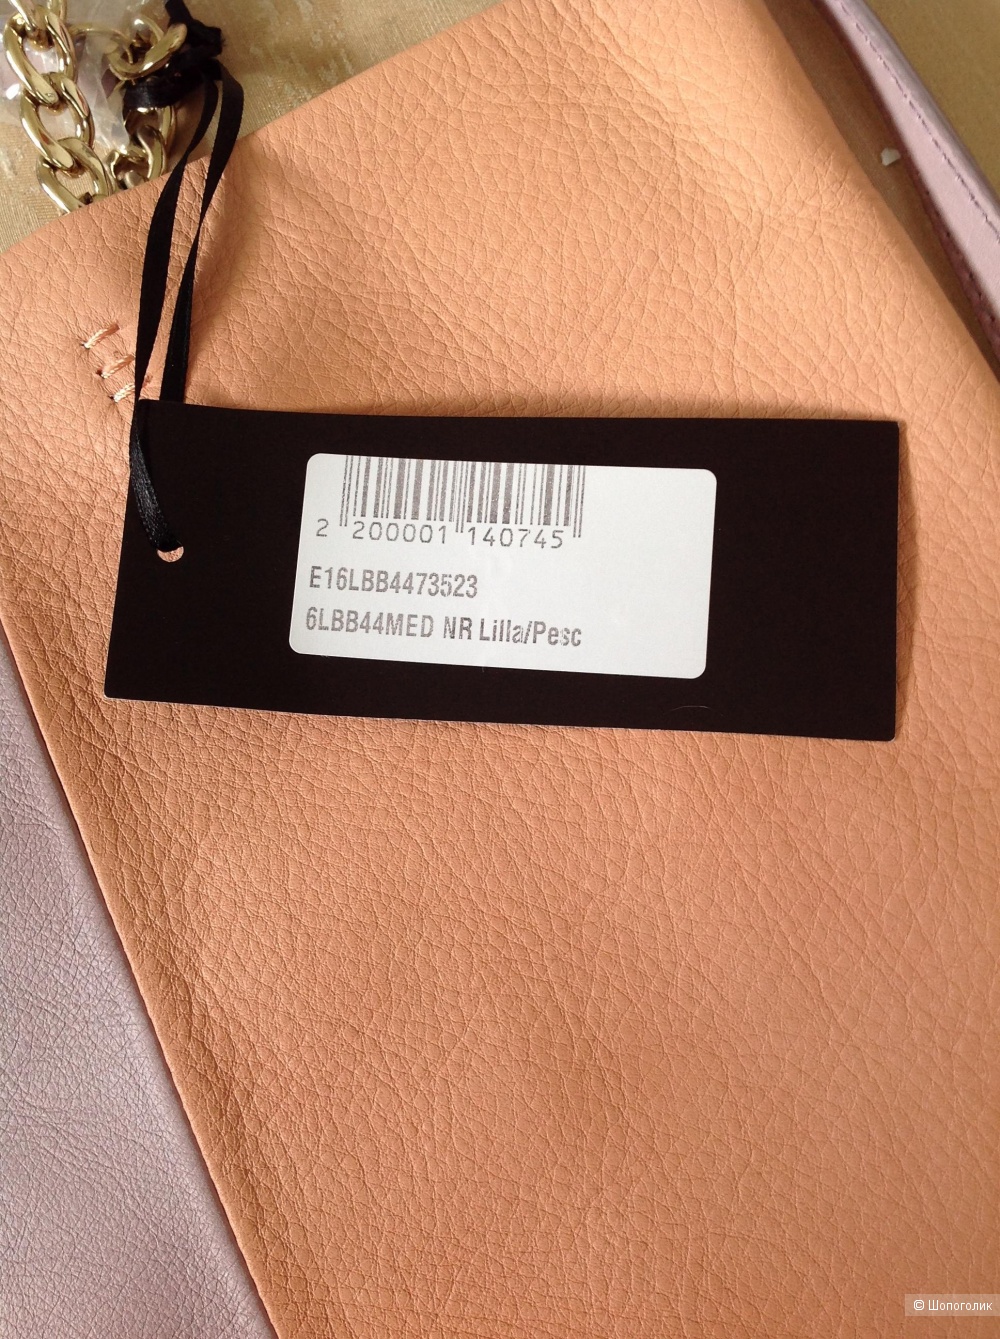 2 200001 140745
E16LBB4473523
6LBB44MED NR Lilla/Pesc
© Шопоголик